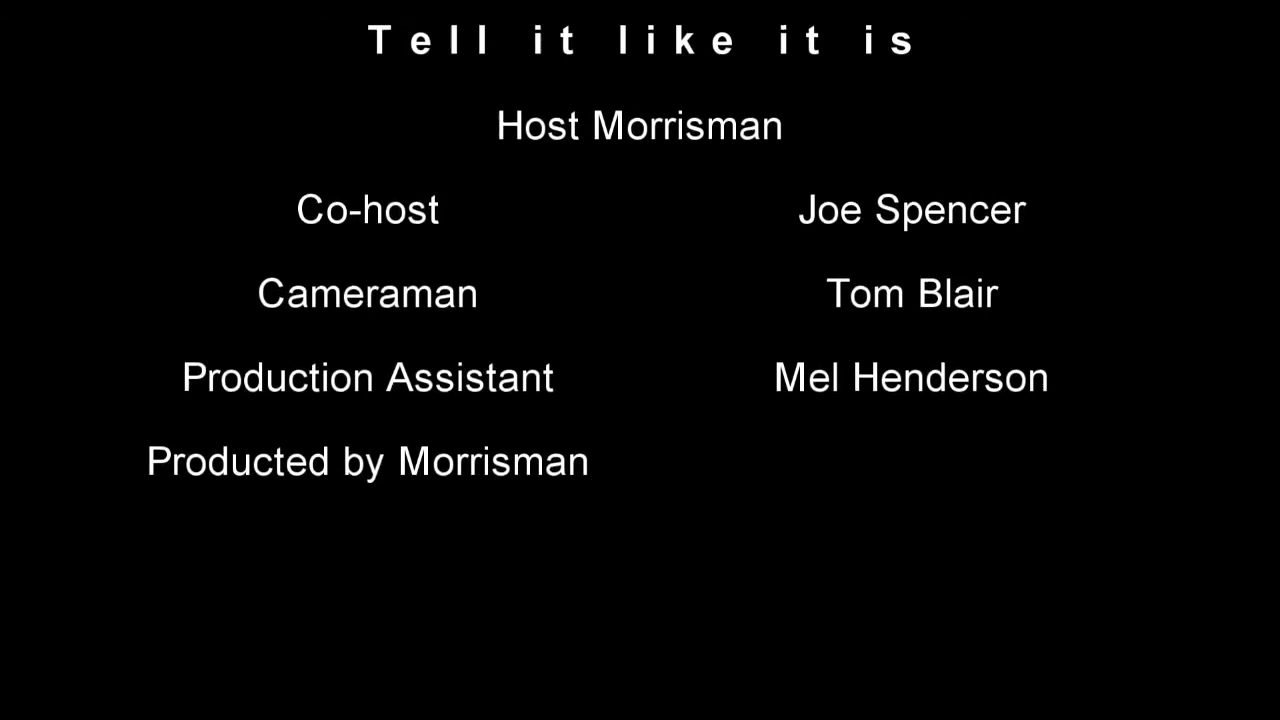 Tell it like it is
Host Morrisman
Co-host Joe Spencer
Cameraman Tom Blair
Production Assistant Mel Henderson
Producted by Morrisman